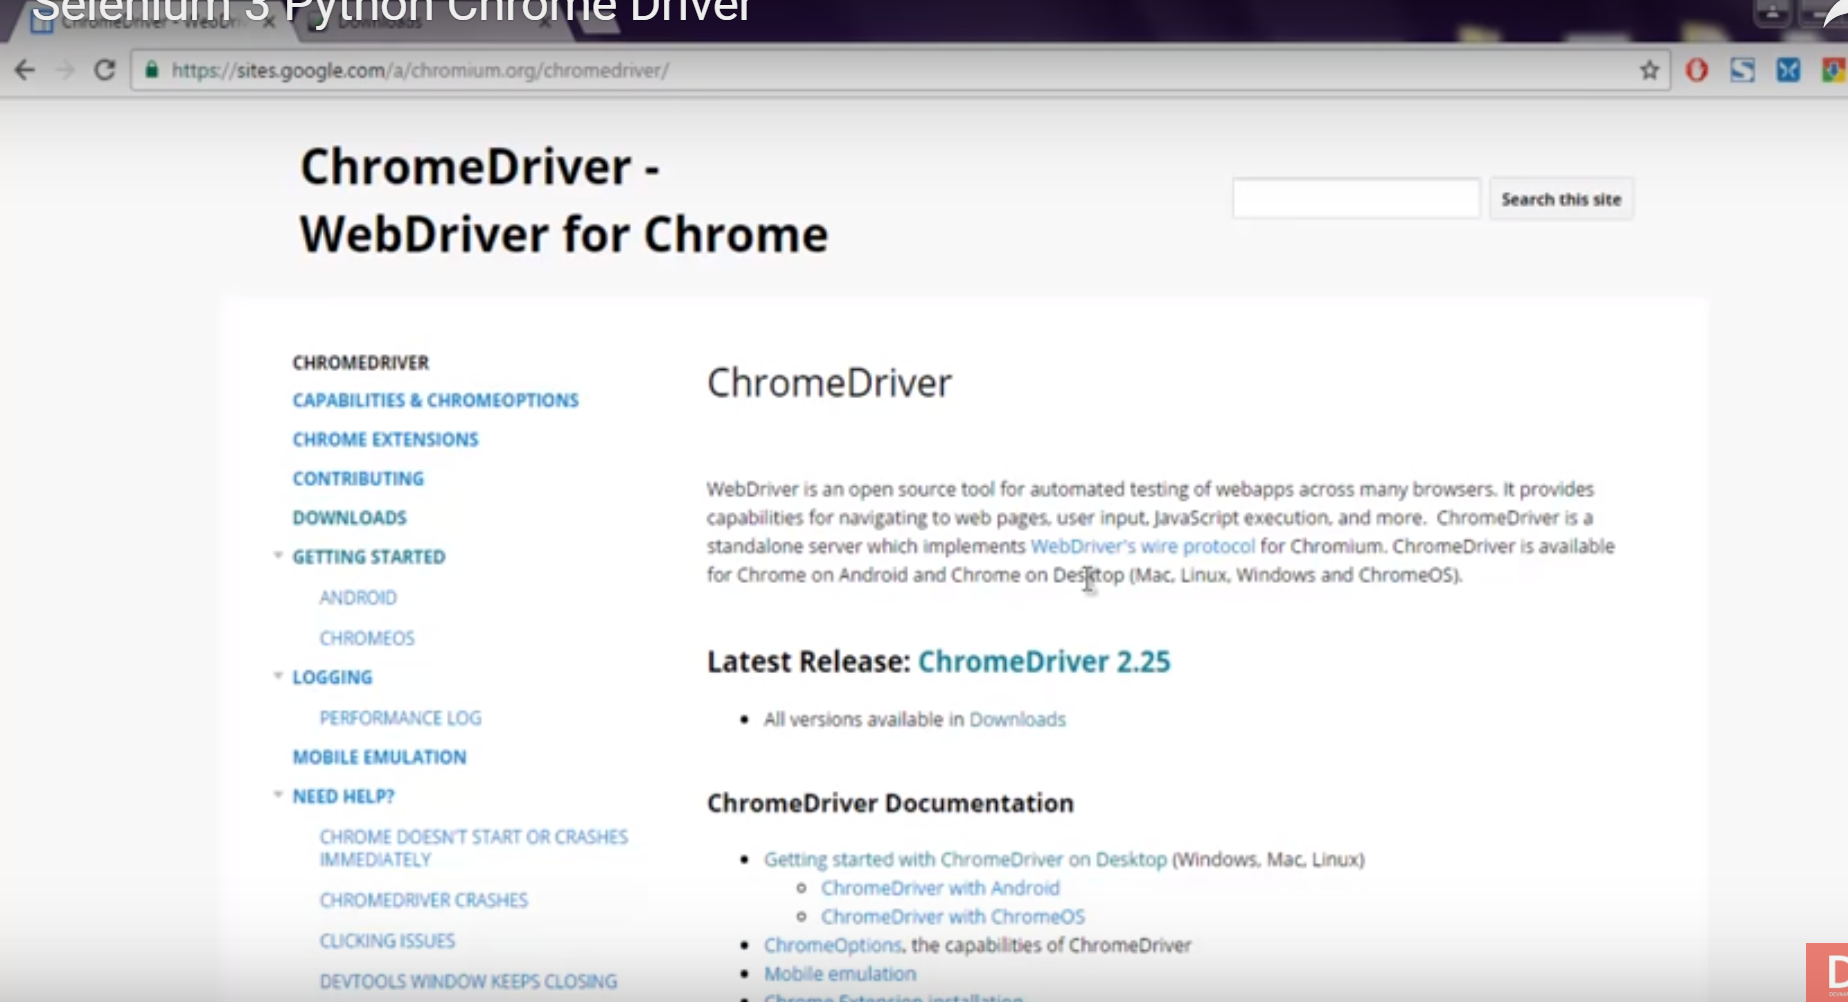 Selenium 3 Python Chrome Driver
ChromeDriver - WebDr
Downloads
https://sites.google.com/a/chromium.org/chromedriver/
ChromeDriver -
WebDriver for Chrome
Search this site
CHROMEDRIVER
CAPABILITIES & CHROMEOPTIONS
CHROME EXTENSIONS
CONTRIBUTING
DOWNLOADS
GETTING STARTED
ANDROID
CHROMEOS
LOGGING
PERFORMANCE LOG
MOBILE EMULATION
NEED HELP?
CHROME DOESN'T START OR CRASHES
IMMEDIATELY
CHROMEDRIVER CRASHES
CLICKING ISSUES
DEVTOOLS WINDOW KEEPS CLOSING
ChromeDriver
WebDriver is an open source tool for automated testing of webapps across many browsers. It provides
capabilities for navigating to web pages, user input, JavaScript execution, and more. ChromeDriver is a
standalone server which implements WebDriver's wire protocol for Chromium. ChromeDriver is available
for Chrome on Android and Chrome on Desktop (Mac, Linux, Windows and ChromeOS).
Latest Release: ChromeDriver 2.25
All versions available in Downloads
ChromeDriver Documentation
Getting started with ChromeDriver on Desktop (Windows, Mac, Linux)
ChromeDriver with Android
ChromeDriver with ChromeOS
ChromeOptions, the capabilities of ChromeDriver
Mobile emulation
Chrome Extension installation